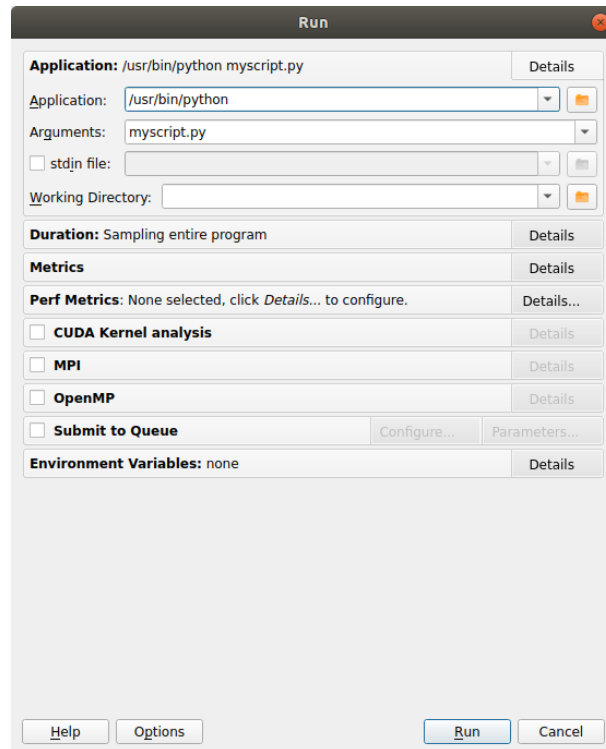 Run
Application: /usr/bin/python myscript.py Details
Application: /usr/bin/python
Arguments: myscript.py
stdin file:
Working Directory:
Duration: Sampling entire program Details
Metrics Details
Perf Metrics: None selected, click Details... to configure. Details...
CUDA Kernel analysis Details
MPI Details
OpenMP Details
Submit to Queue Configure... Parameters...
Environment Variables: none Details
Help Options Run Cancel